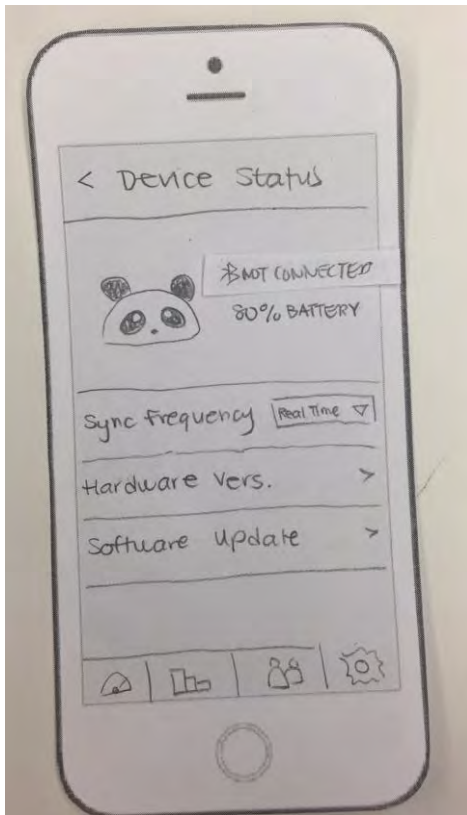 < Device Status
NOT CONNECTED
80% BATTERY
Sync Frequency Real Time ▽
Hardware Vers. >
Software Update >